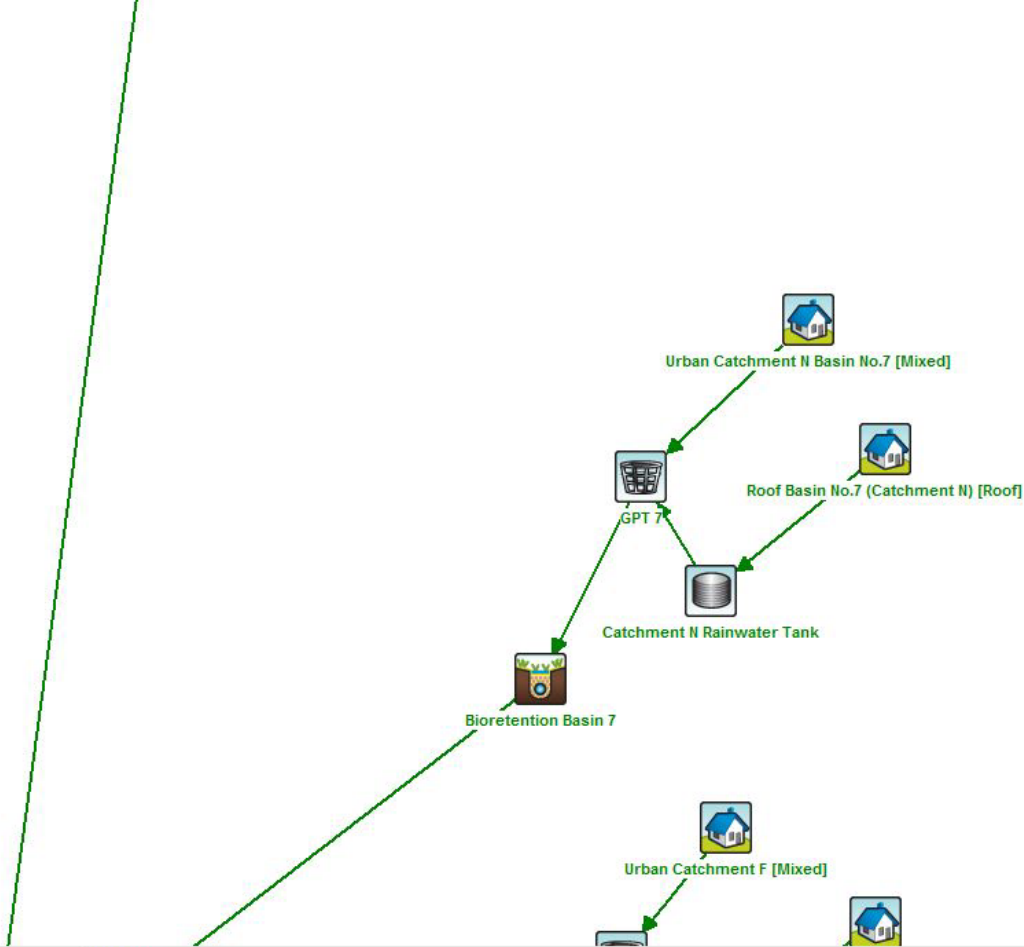 Urban Catchment N Basin No.7 [Mixed]
Roof Basin No.7 (Catchment N) [Roof]
GPT 7
Catchment N Rainwater Tank
Bioretention Basin 7
Urban Catchment F [Mixed]